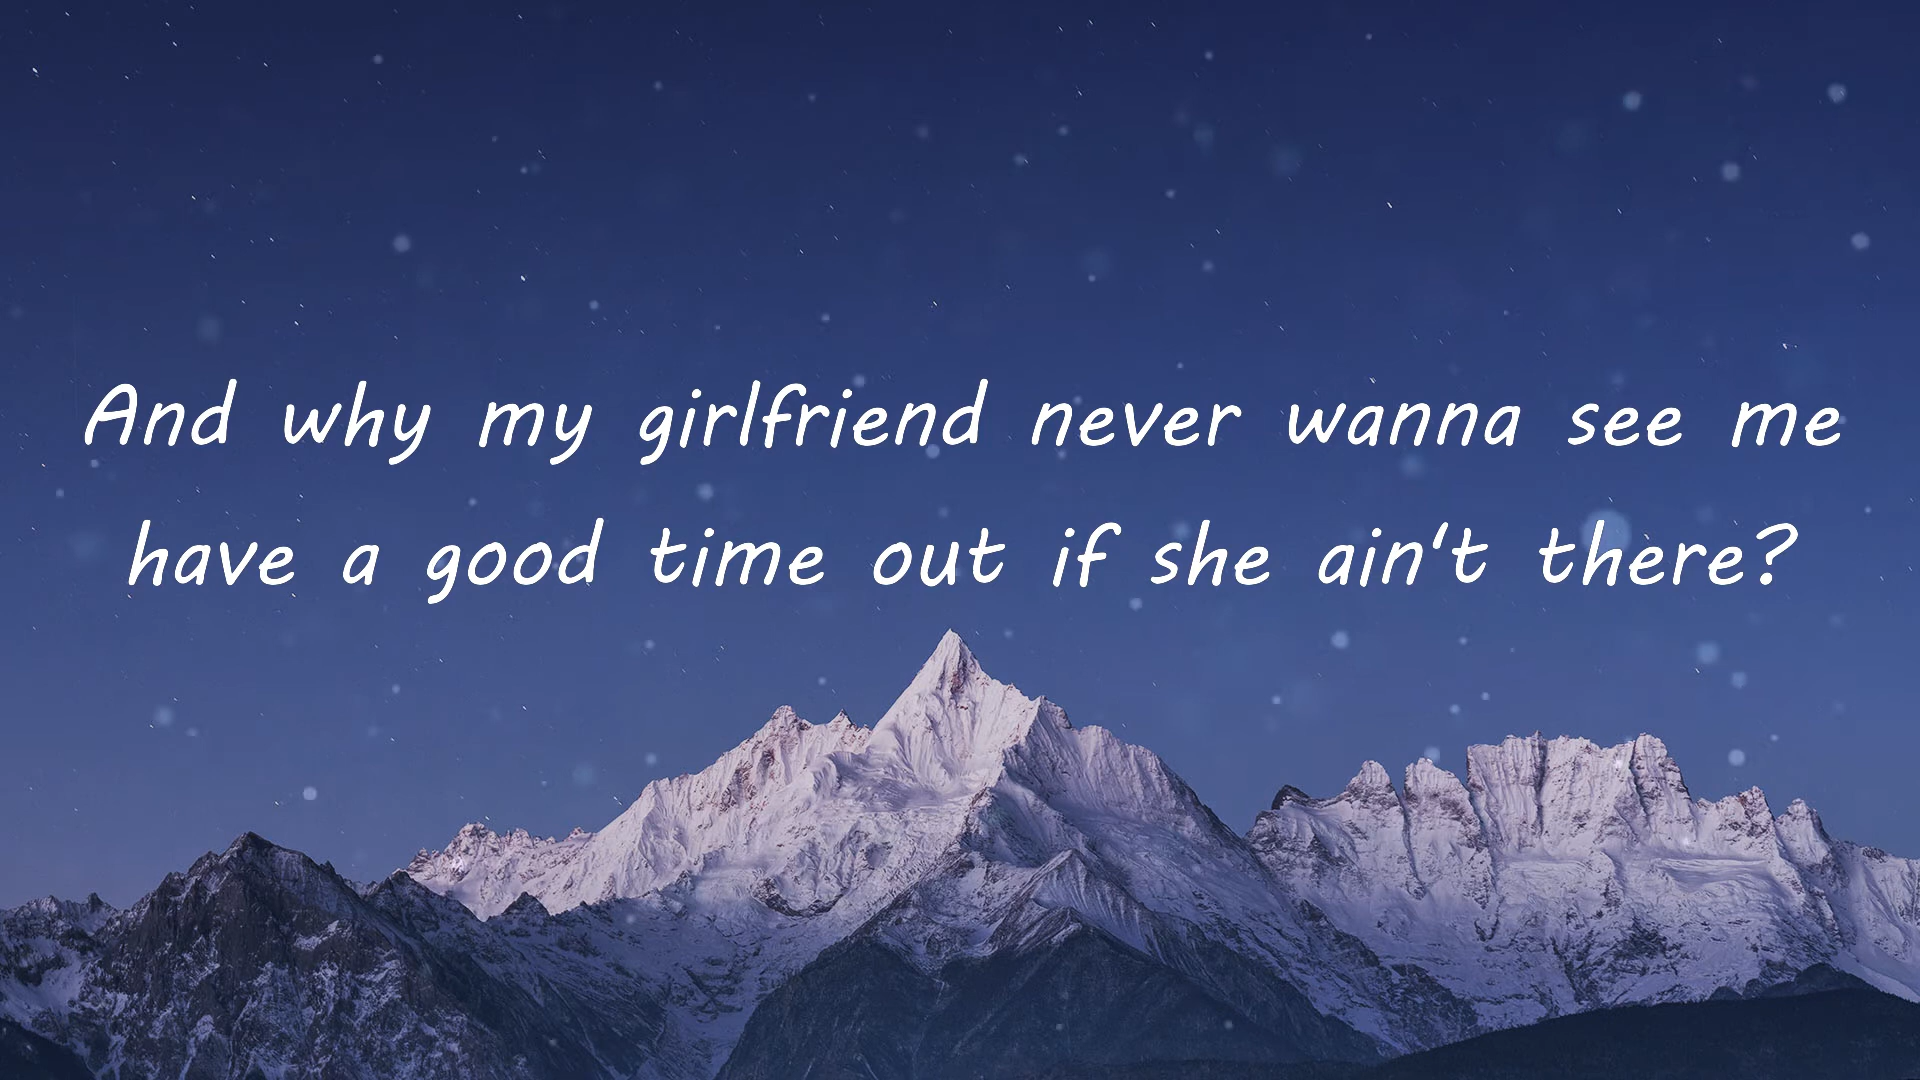 And why my girlfriend never wanna see me
have a good time out if she ain't there?